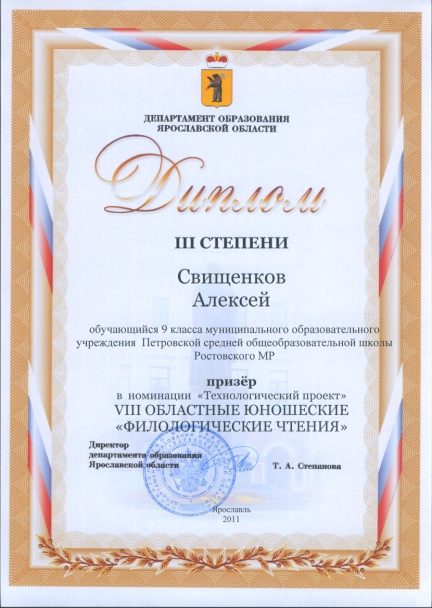 ДЕПАРТАМЕНТ ОБРАЗОВАНИЯ
ЯРОСЛАВСКОЙ ОБЛАСТИ
Диплом
III СТЕПЕНИ
Свищенков
Алексей
обучающийся 9 класса муниципального образовательного
учреждения Петровской средней общеобразовательной школы
Ростовского МР
призёр
в номинации «Технологический проект»
VIII ОБЛАСТНЫЕ ЮНОШЕСКИЕ
«ФИЛОЛОГИЧЕСКИЕ ЧТЕНИЯ»
Директор
департамента образования
Ярославской области
Т. А. Степанова
Ярославль
2011